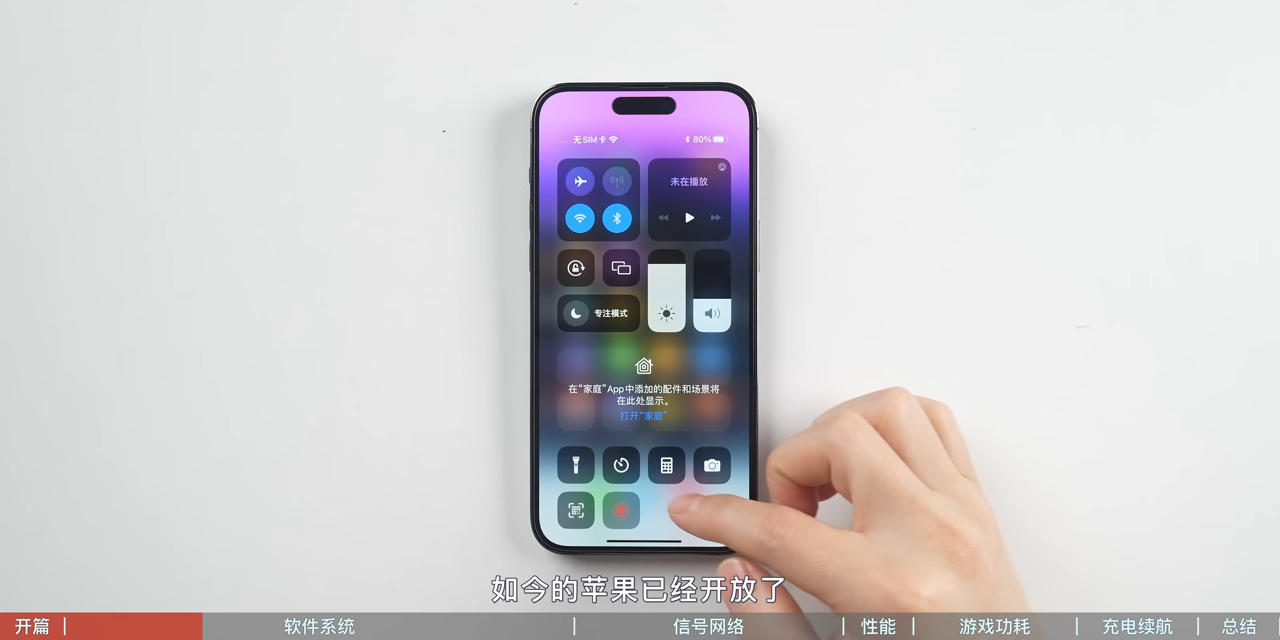 无SIM卡
80%
未在播放
专注模式
在“家庭”App中添加的配件和场景将
在此处显示。
打开“家庭”
如今的苹果已经开放了
开篇 | 软件系统 | 信号网络 | 性能 | 游戏功耗 | 充电续航 | 总结